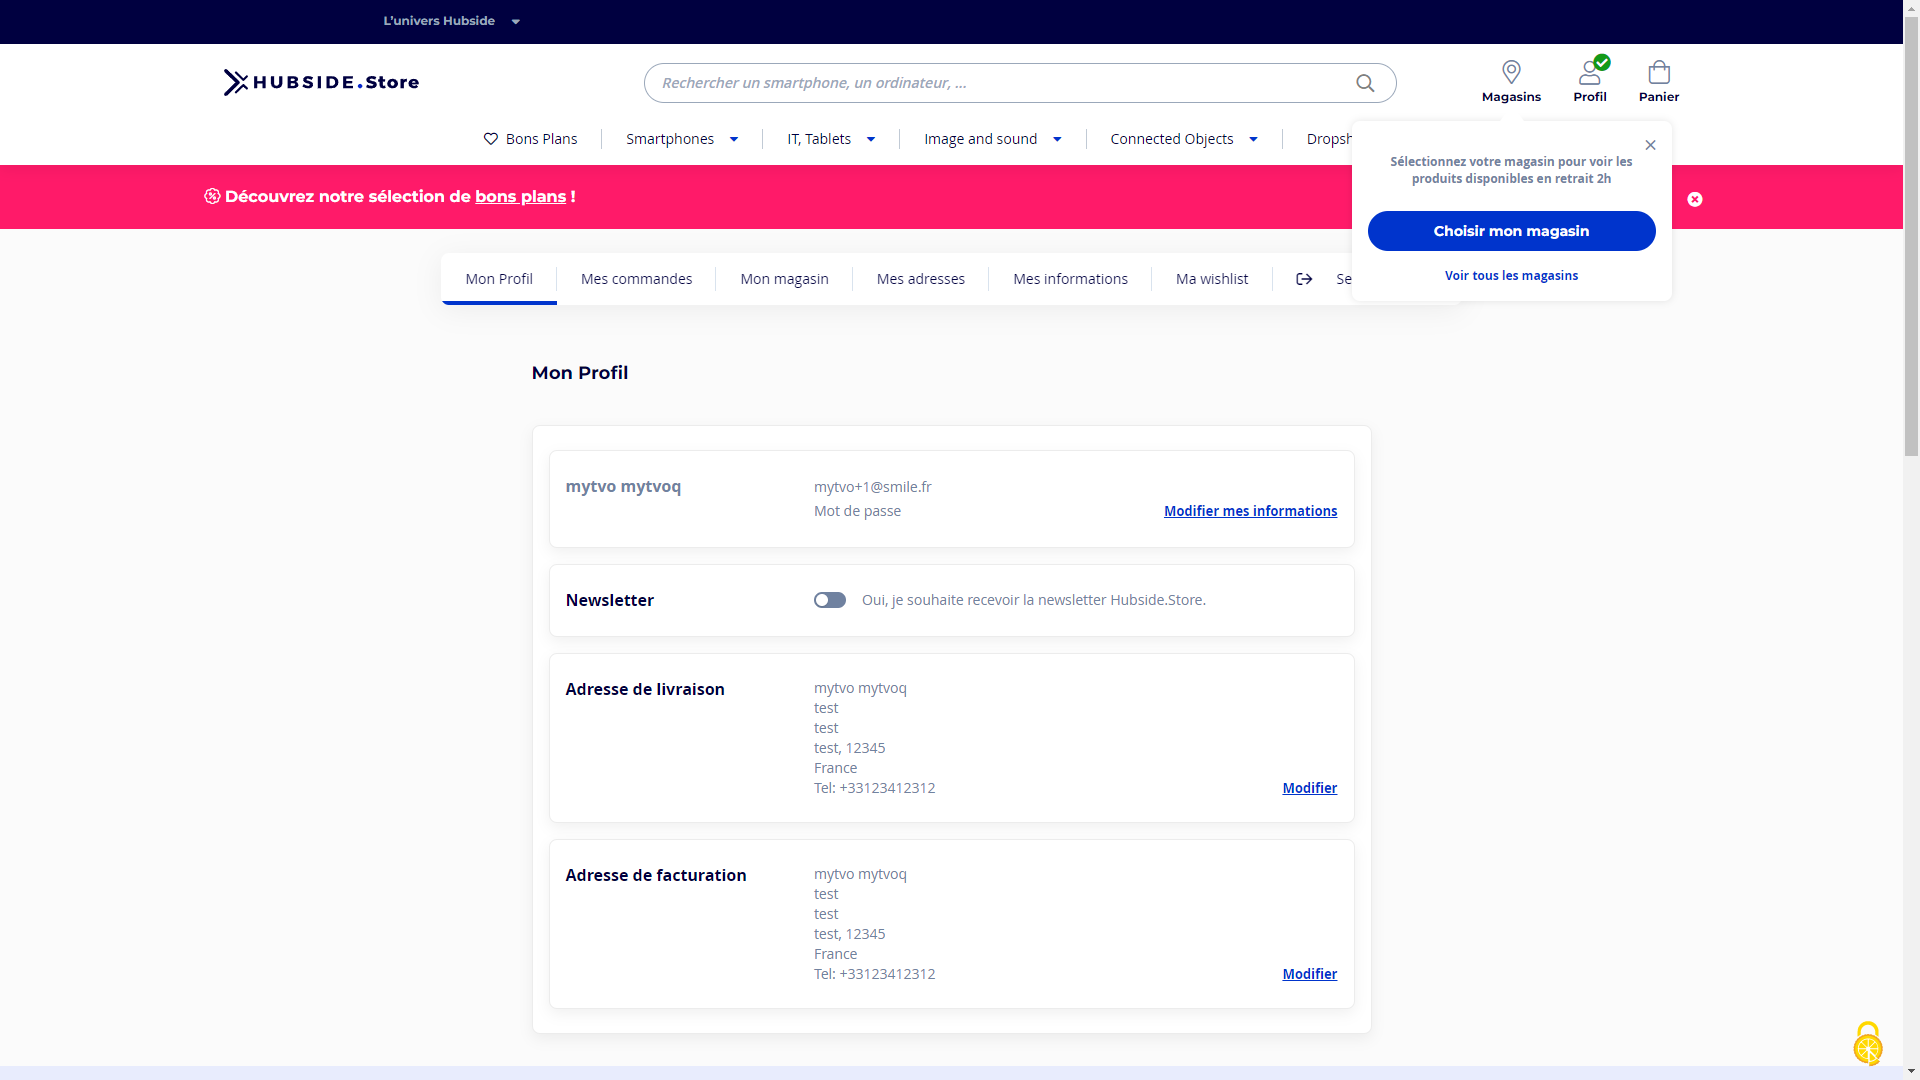 L'univers Hubside
HUBSIDE.Store
Rechercher un smartphone, un ordinateur, ...
Magasins
Profil
Panier
Bons Plans
Smartphones
IT, Tablets
Image and sound
Connected Objects
Dropsh
Sélectionnez votre magasin pour voir les
produits disponibles en retrait 2h
Choisir mon magasin
Voir tous les magasins
Découvrez notre sélection de bons plans !
Mon Profil
Mes commandes
Mon magasin
Mes adresses
Mes informations
Ma wishlist
Se
Mon Profil
mytvo mytvoq
mytvo+1@smile.fr
Mot de passe
Modifier mes informations
Newsletter
Oui, je souhaite recevoir la newsletter Hubside.Store.
Adresse de livraison
mytvo mytvoq
test
test
test, 12345
France
Tel: +33123412312
Modifier
Adresse de facturation
mytvo mytvoq
test
test
test, 12345
France
Tel: +33123412312
Modifier